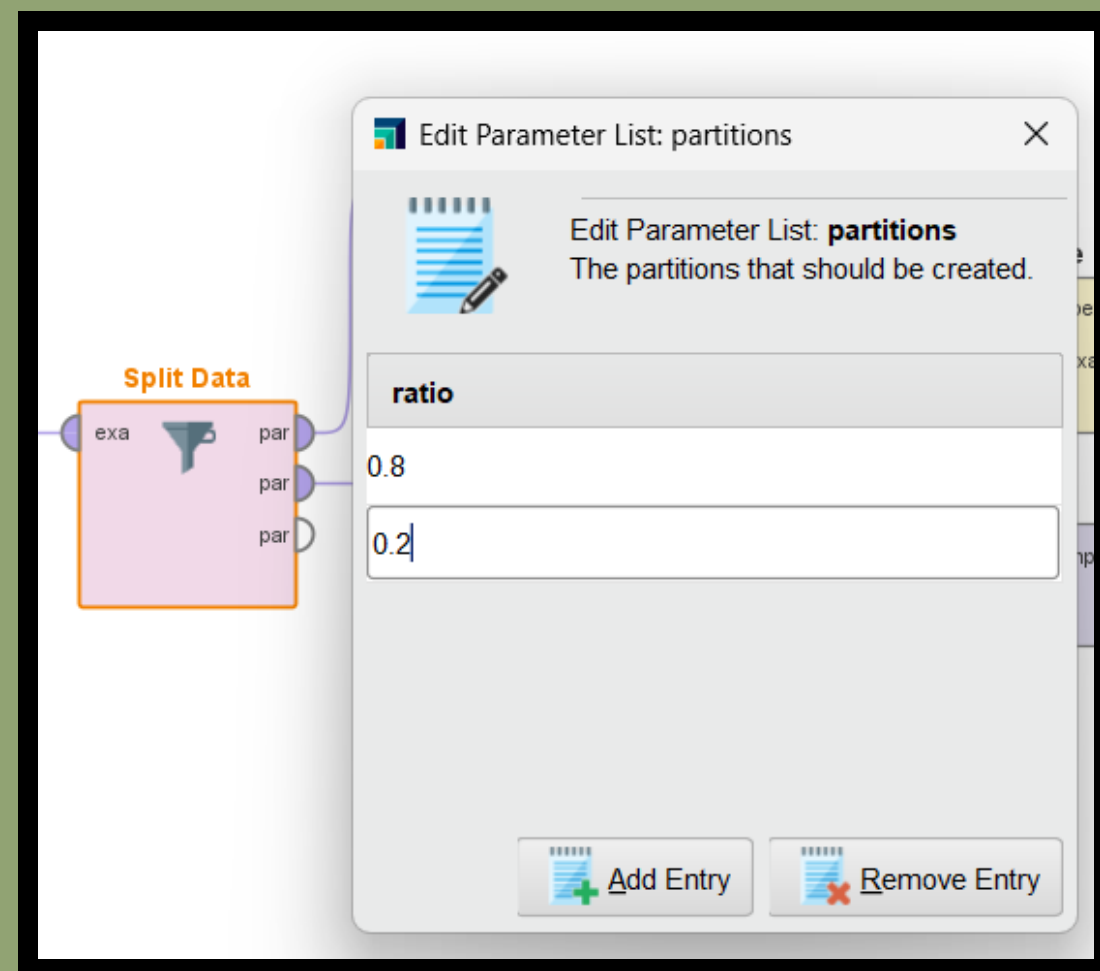 Edit Parameter List: partitions
Edit Parameter List: partitions
The partitions that should be created.
Split Data
exa
par
par
par
ratio
0.8
0.2
Add Entry
Remove Entry